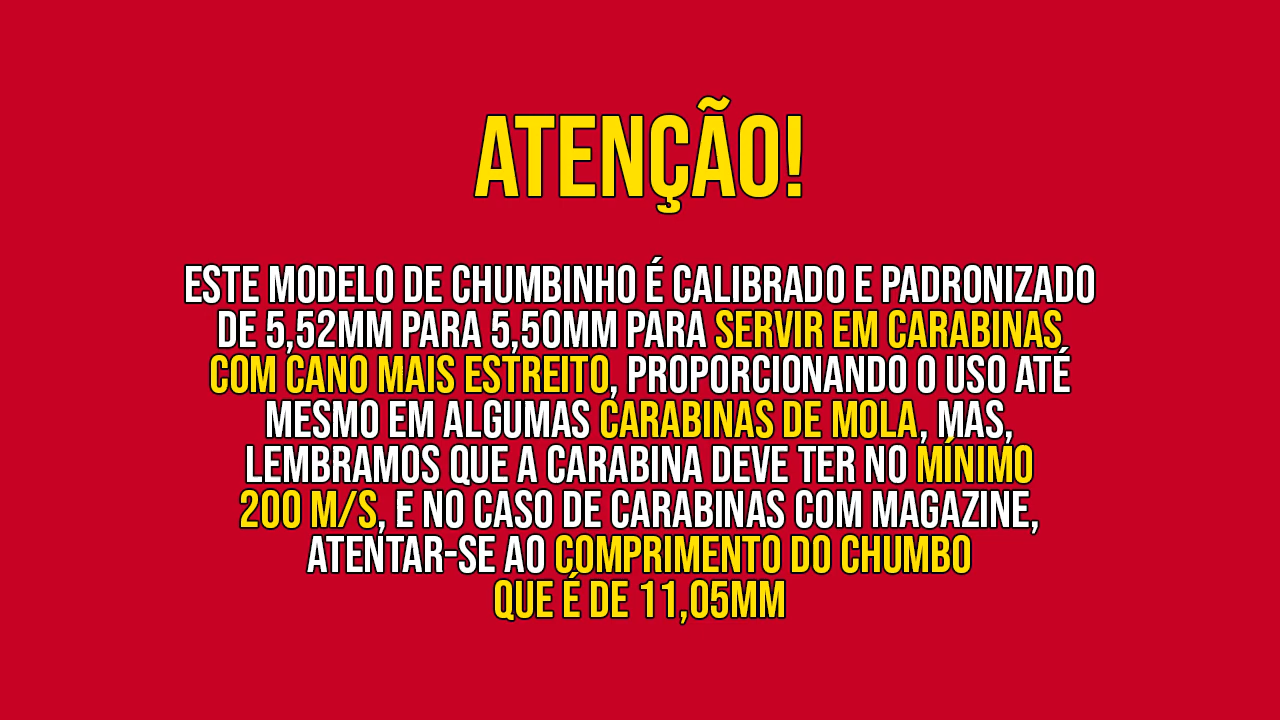 ATENÇÃO!
ESTE MODELO DE CHUMBINHO É CALIBRADO E PADRONIZADO
DE 5,52MM PARA 5,50MM PARA SERVIR EM CARABINAS
COM CANO MAIS ESTREITO, PROPORCIONANDO O USO ATÉ
MESMO EM ALGUMAS CARABINAS DE MOLA, MAS,
LEMBRAMOS QUE A CARABINA DEVE TER NO MÍNIMO
200 M/S, E NO CASO DE CARABINAS COM MAGAZINE,
ATENTAR-SE AO COMPRIMENTO DO CHUMBO
QUE É DE 11,05MM